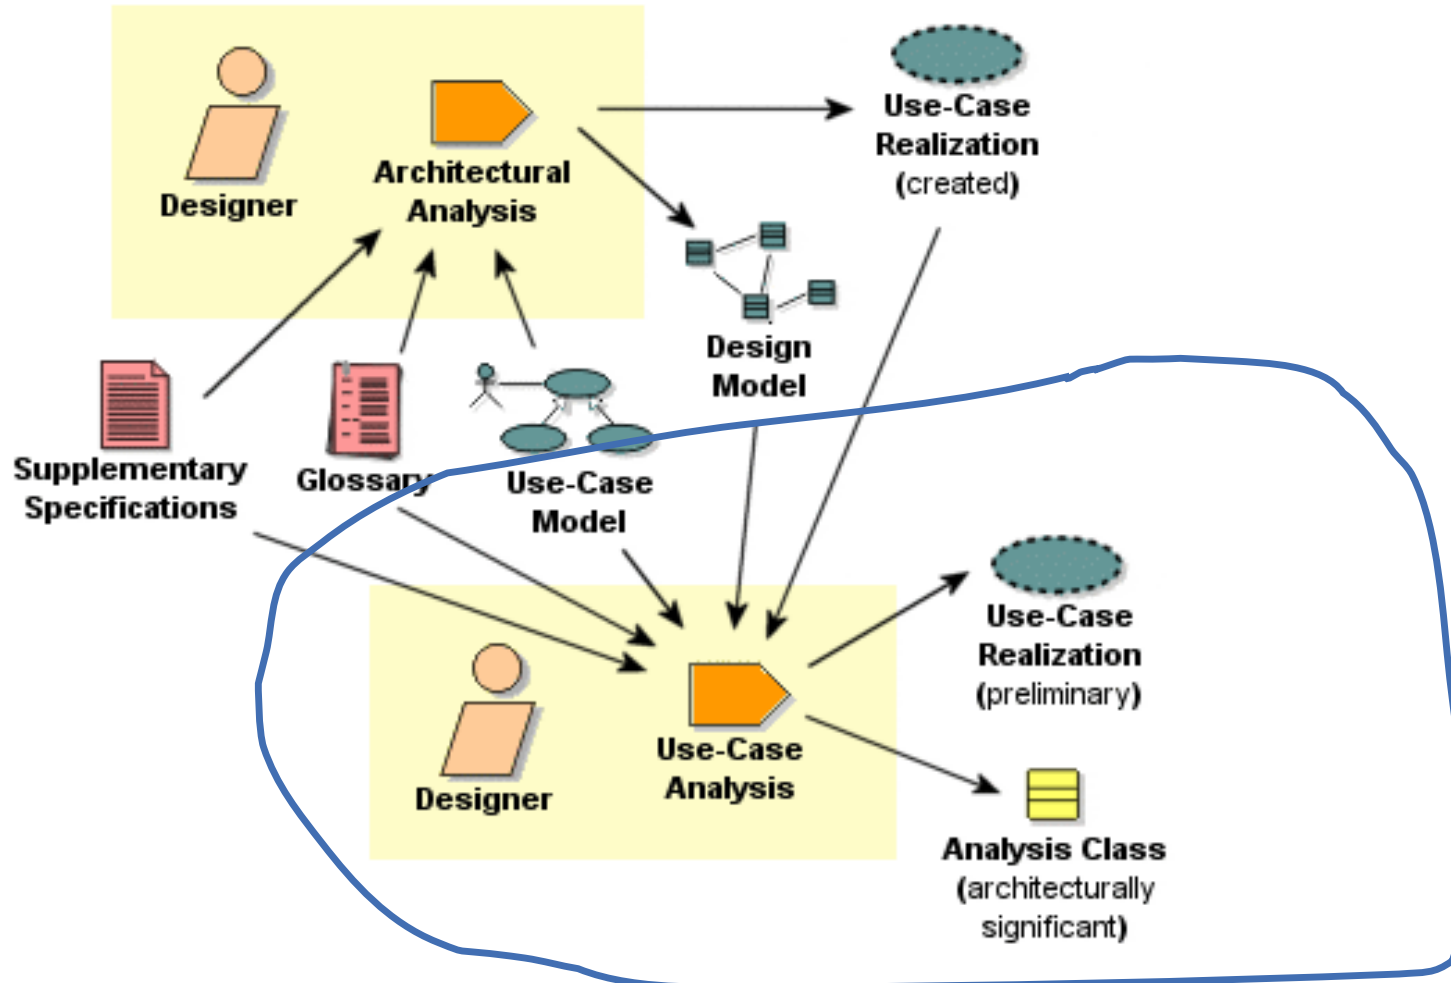 Use-Case
Realization
(created)
Designer
Architectural
Analysis
Design
Model
Supplementary
Specifications
Glossary
Use-Case
Model
Designer
Use-Case
Analysis
Use-Case
Realization
(preliminary)
Analysis Class
(architecturally
significant)